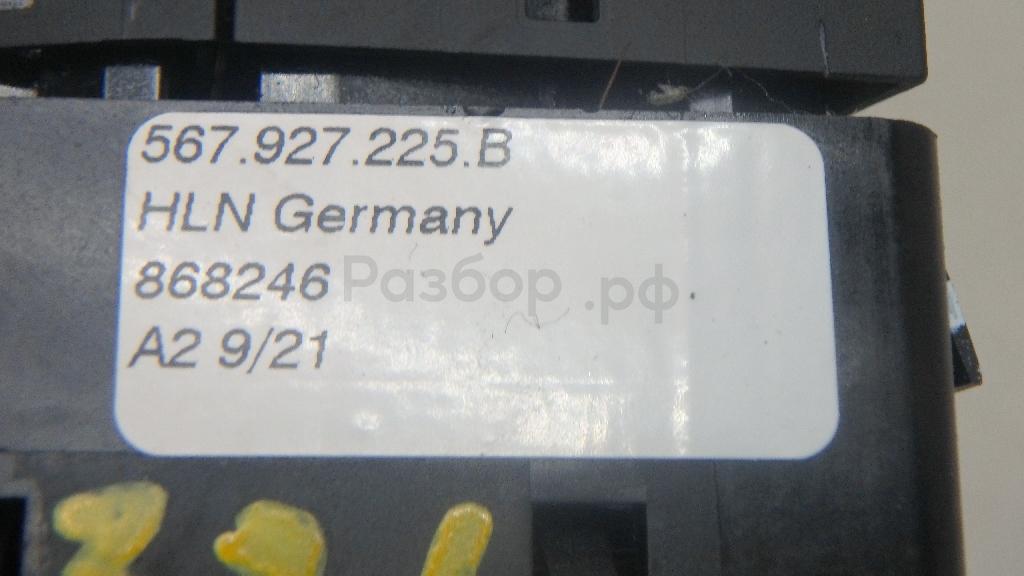 567.927.225.B
HLN Germany
868246
Разбор.рф
A2 9/21